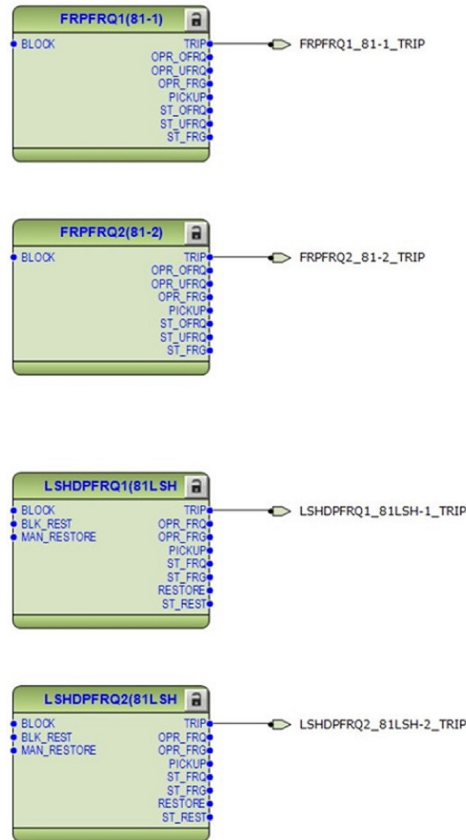 FRPFRQ1(81-1)
BLOCK TRIP FRPFRQ1_81-1_TRIP
OPR_OFRQ
OPR_UFRQ
OPR_FRG
PICKUP
ST_OFRQ
ST_UFRQ
ST_FRG
FRPFRQ2(81-2)
BLOCK TRIP FRPFRQ2_81-2_TRIP
OPR_OFRQ
OPR_UFRQ
OPR_FRG
PICKUP
ST_OFRQ
ST_UFRQ
ST_FRG
LSHDPFRQ1(81LSH
BLOCK TRIP LSHDPFRQ1_81LSH-1_TRIP
BLK_REST OPR_FRQ
MAN_RESTORE OPR_FRG
PICKUP
ST_FRQ
ST_FRG
RESTORE
ST_REST
LSHDPFRQ2(81LSH
BLOCK TRIP LSHDPFRQ2_81LSH-2_TRIP
BLK_REST OPR_FRQ
MAN_RESTORE OPR_FRG
PICKUP
ST_FRQ
ST_FRG
RESTORE
ST_REST